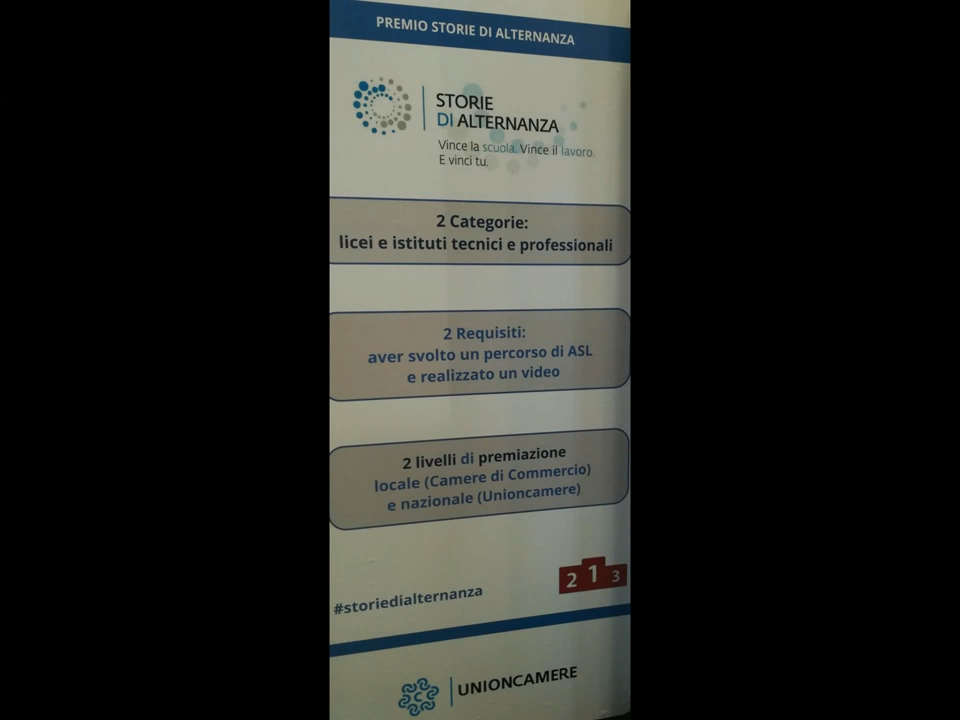 PREMIO STORIE DI ALTERNANZA
STORIE
DI ALTERNANZA
Vince la scuola. Vince il lavoro.
E vinci tu.
2 Categorie:
licei e istituti tecnici e professionali
2 Requisiti:
aver svolto un percorso di ASL
e realizzato un video
2 livelli di premiazione
locale (Camere di Commercio)
e nazionale (Unioncamere)
2 1 3
#storiedialternanza
UNIONCAMERE